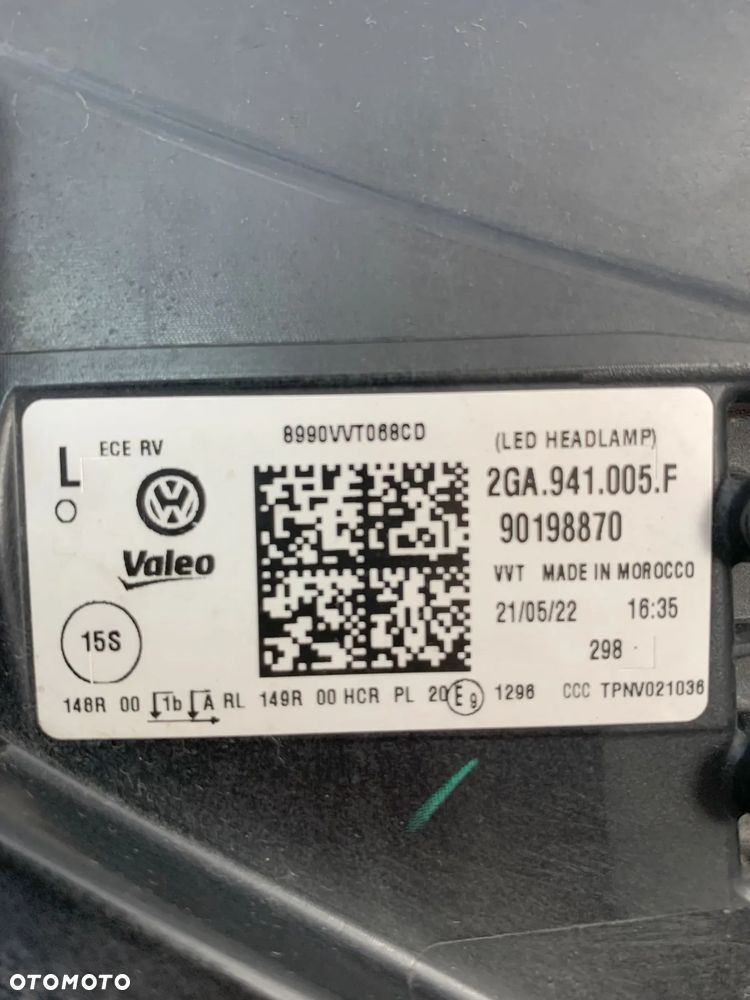 8990VVT068CD
L
ECE RV
(LED HEADLAMP)
2GA.941.005.F
90198870
Valeo
VVT MADE IN MOROCCO
21/05/22 16:35
15S
298
148R 00 1b A RL 149R 00 HCR PL 20 E9 1296 CCC TPNV021036
OTOMOTO